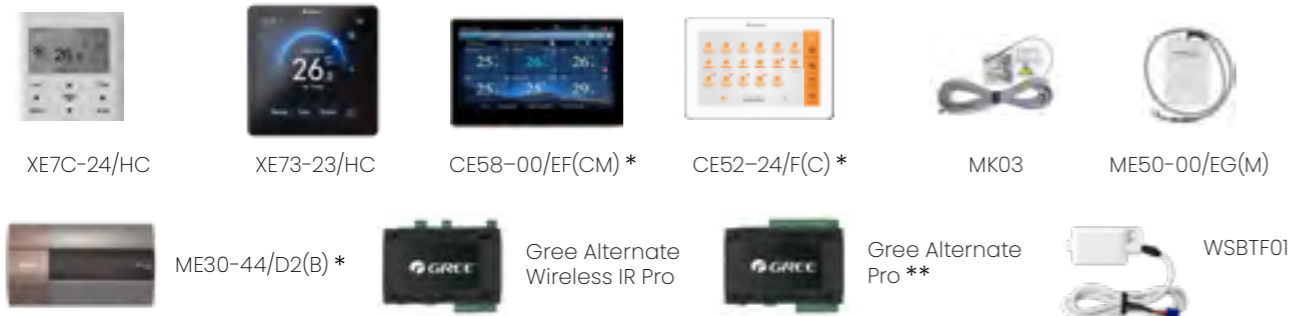 26
26
25
26
26
25
25
29
XE7C-24/HC
XE73-23/HC
CE58–00/EF(CM) *
CE52–24/F(C) *
MK03
ME50-00/EG(M)
ME30-44/D2(B) *
GREE
Gree Alternate
Wireless IR Pro
GREE
Gree Alternate
Pro **
WSBTF01